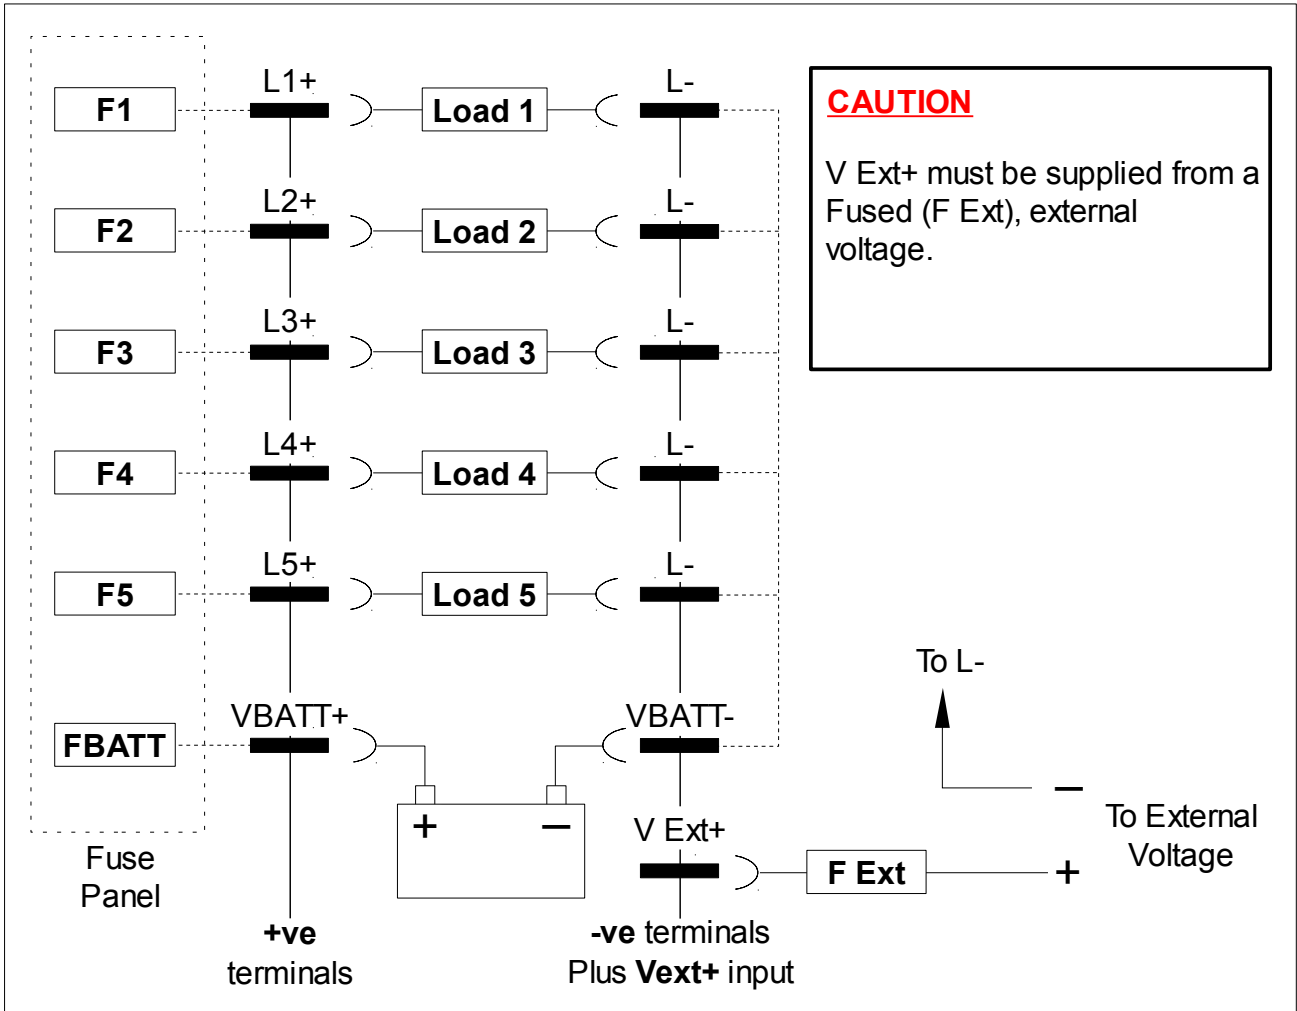 L1+ L-
F1 Load 1
CAUTION
V Ext+ must be supplied from a
Fused (F Ext), external
voltage.
L2+ L-
F2 Load 2
L3+ L-
F3 Load 3
L4+ L-
F4 Load 4
L5+ L-
F5 Load 5
To L-
VBATT+ VBATT-
FBATT
+ −
V Ext+
−
To External
Voltage
F Ext +
Fuse
Panel
+ve
terminals
-ve terminals
Plus Vext+ input